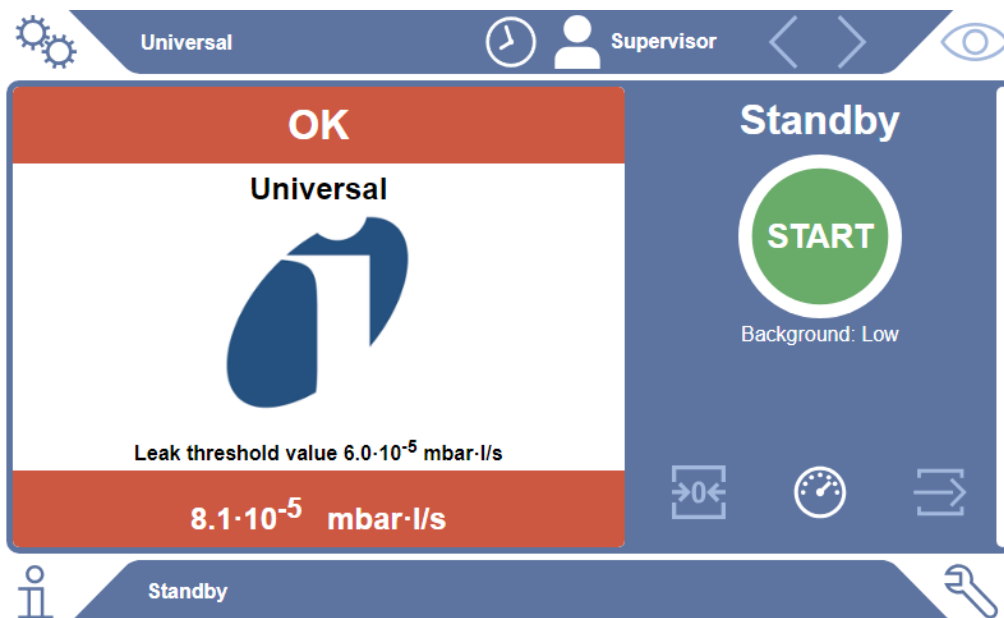 Universal
Supervisor
OK
Universal
Leak threshold value 6.0·10⁻⁵ mbar·l/s
8.1·10⁻⁵ mbar·l/s
Standby
START
Background: Low
→0←
Standby